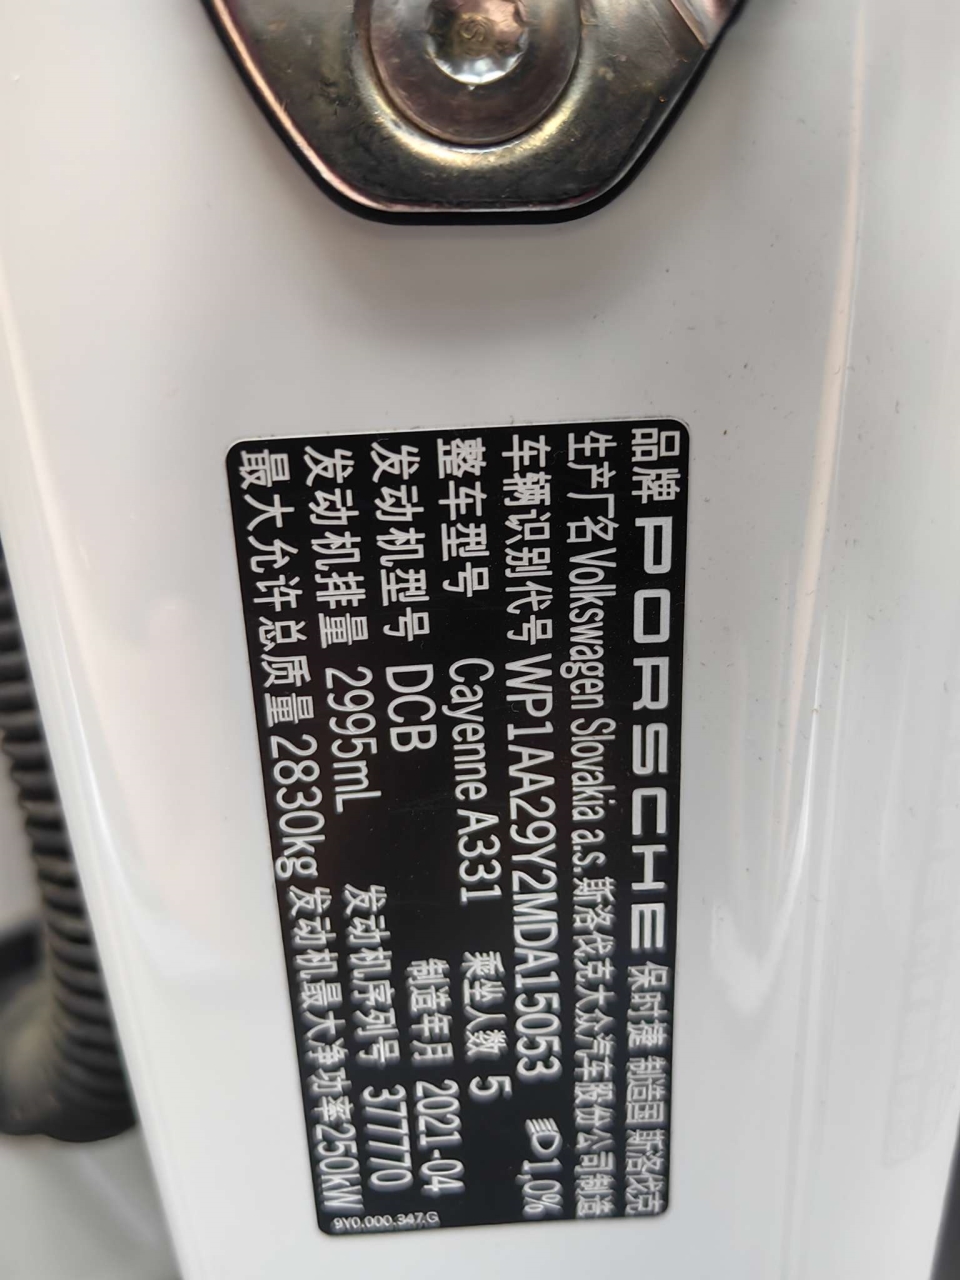 品牌 PORSCHE 保时捷 制造国 斯洛伐克
生产厂名 Volkswagen Slovakia a.s. 斯洛伐克大众汽车股份公司制造
车辆识别代号 WP1AA29Y2MDA15053 1,0%
整车型号 Cayenne A331 乘坐人数 5
发动机型号 DCB 制造年月 2021-04
发动机排量 2995mL 发动机序列号 377770
最大允许总质量 2830kg 发动机最大净功率 250kW
9Y0.000.347.G